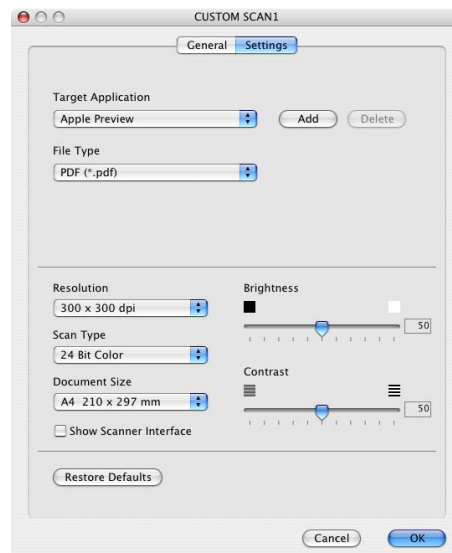 CUSTOM SCAN1
General Settings
Target Application
Apple Preview Add Delete
File Type
PDF (*.pdf)
Resolution
300 x 300 dpi
Scan Type
24 Bit Color
Document Size
A4 210 x 297 mm
Show Scanner Interface
Brightness
50
Contrast
50
Restore Defaults
Cancel OK